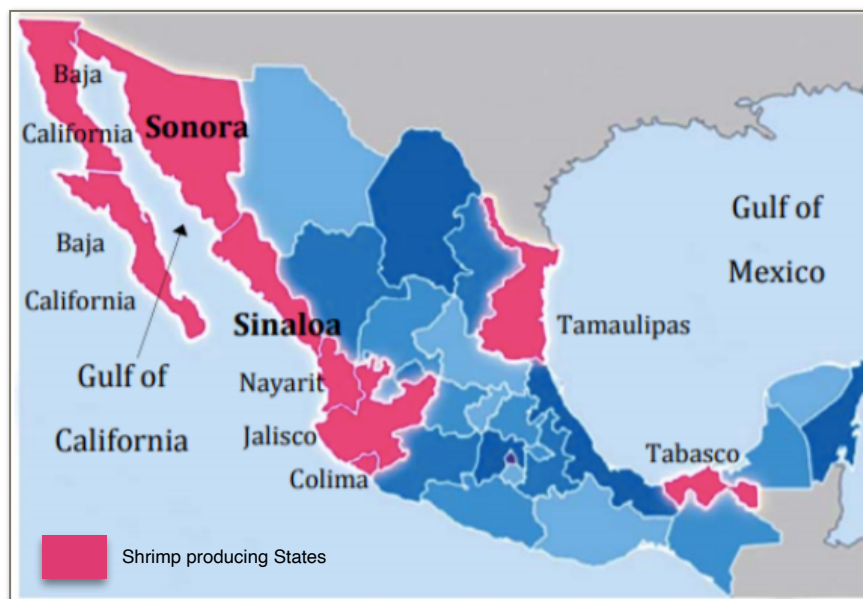 Baja
California
Sonora
Gulf of
Mexico
Baja
California
Sinaloa
Tamaulipas
Gulf of
California
Nayarit
Jalisco
Colima
Tabasco
Shrimp producing States